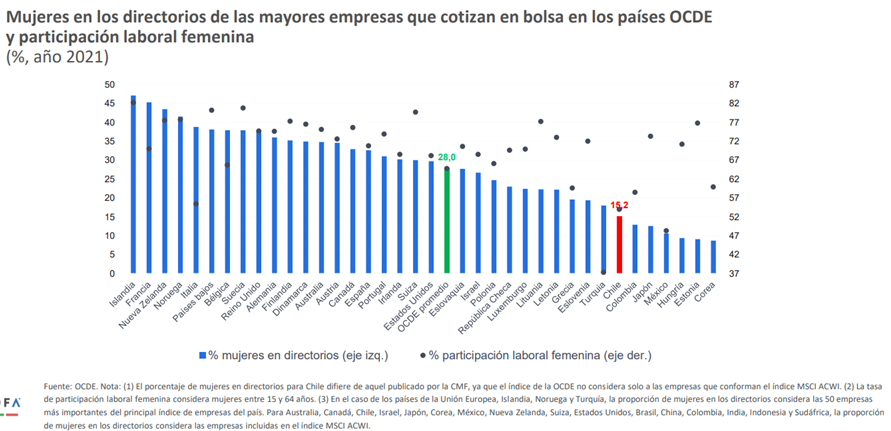 Mujeres en los directorios de las mayores empresas que cotizan en bolsa en los países OCDE
y participación laboral femenina
(%, año 2021)
50 87
45 82
40 77
35 72
30 67
25 62
20 57
15 52
10 47
5 42
0 37
28,0
15,2
Islandia
Francia
Nueva Zelanda
Noruega
Italia
Países bajos
Bélgica
Suecia
Reino Unido
Alemania
Finlandia
Dinamarca
Australia
Austria
Canadá
España
Portugal
Irlanda
Suiza
Estados Unidos
OCDE promedio
Eslovaquia
Israel
Polonia
República Checa
Luxemburgo
Lituania
Letonia
Grecia
Eslovenia
Turquía
Chile
Colombia
Japón
México
Hungria
Estonia
Corea
% mujeres en directorios (eje izq.) % participación laboral femenina (eje der.)
Fuente: OCDE. Nota: (1) El porcentaje de mujeres en directorios para Chile difiere de aquel publicado por la CMF, ya que el índice de la OCDE no considera solo a las empresas que conforman el índice MSCI ACWI. (2) La tasa
de participación laboral femenina considera mujeres entre 15 y 64 años. (3) En el caso de los países de la Unión Europea, Islandia, Noruega y Turquía, la proporción de mujeres en los directorios considera las 50 empresas
más importantes del principal índice de empresas del país. Para Australia, Canadá, Chile, Israel, Japón, Corea, México, Nueva Zelanda, Suiza, Estados Unidos, Brasil, China, Colombia, India, Indonesia y Sudáfrica, la proporción
de mujeres en los directorios considera las empresas incluidas en el índice MSCI ACWI.